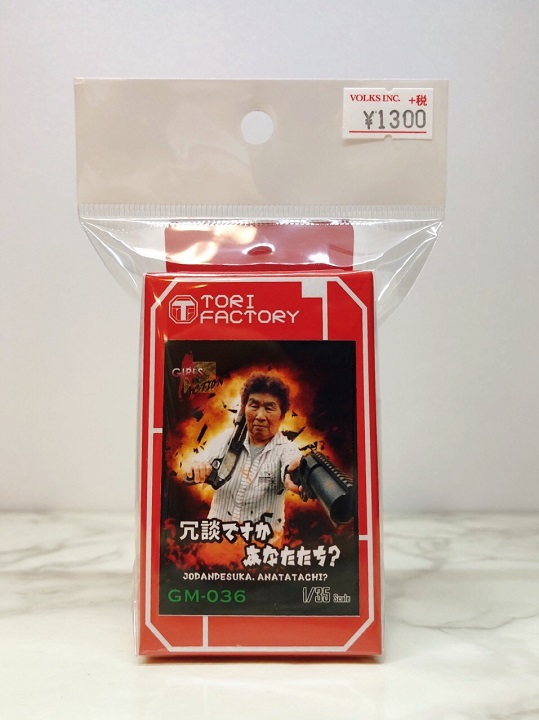 VOLKS INC. +税
¥1300
TORI
FACTORY
GIRLS
ACTION
冗談ですか
あなたたち?
JODANDESUKA. ANATATACHI?
GM-036 1/35 Scale